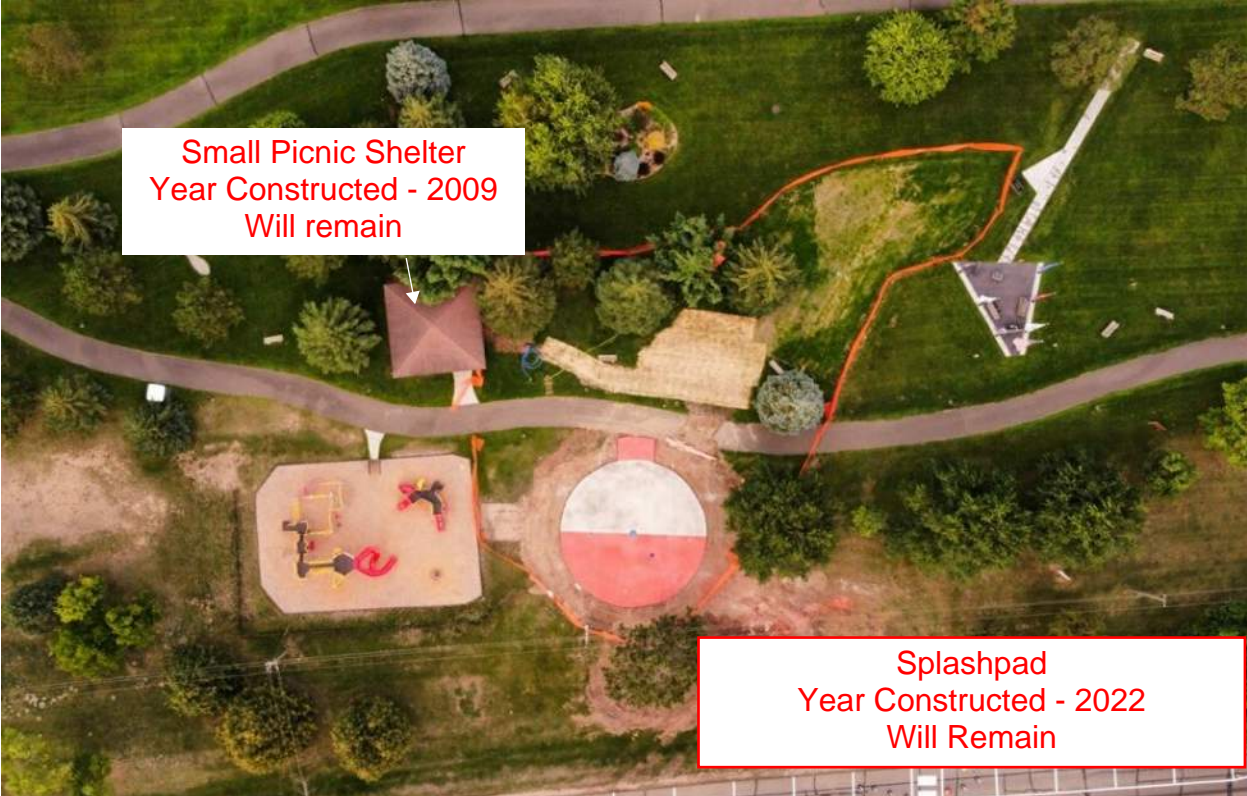 Small Picnic Shelter
Year Constructed - 2009
Will remain
Splashpad
Year Constructed - 2022
Will Remain